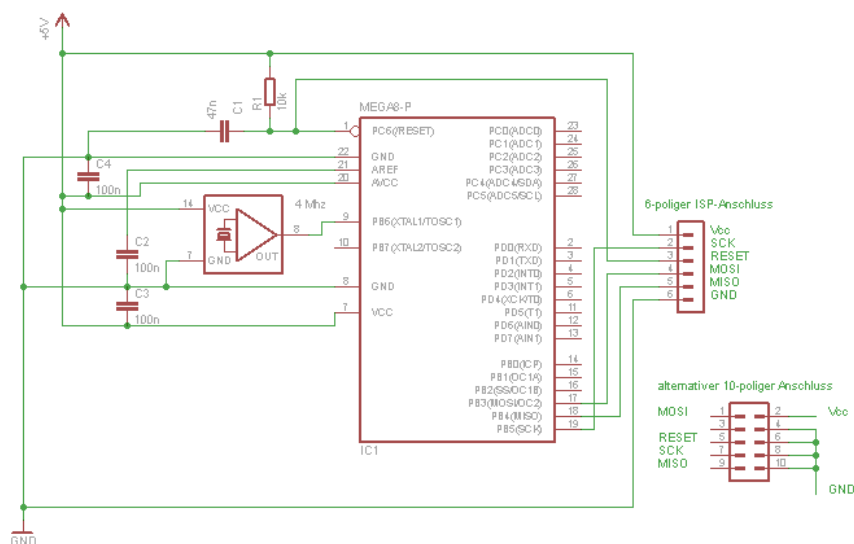 +5V
47n
C1
R1
10k
MEGA8-P
1
PC6(/RESET)
22
GND
21
AREF
20
AVCC
9
PB6(XTAL1/TOSC1)
10
PB7(XTAL2/TOSC2)
8
GND
7
VCC
PC0(ADC0)
23
PC1(ADC1)
24
PC2(ADC2)
25
PC3(ADC3)
26
PC4(ADC4/SDA)
27
PC5(ADC5/SCL)
28
PD0(RXD)
2
PD1(TXD)
3
PD2(INT0)
4
PD3(INT1)
5
PD4(XCK/T0)
6
PD5(T1)
11
PD6(AIN0)
12
PD7(AIN1)
13
PB0(ICP)
14
PB1(OC1A)
15
PB2(SS/OC1B)
16
PB3(MOSI/OC2)
17
PB4(MISO)
18
PB5(SCK)
19
IC1
C4
100n
14
VCC
4 Mhz
8
7
GND
OUT
C2
100n
C3
100n
6-poliger ISP-Anschluss
1 Vcc
2 SCK
3 RESET
4 MOSI
5 MISO
6 GND
alternativer 10-poliger Anschluss
MOSI 1 2 Vcc
3 4
RESET 5 6
SCK 7 8
MISO 9 10
GND
GND